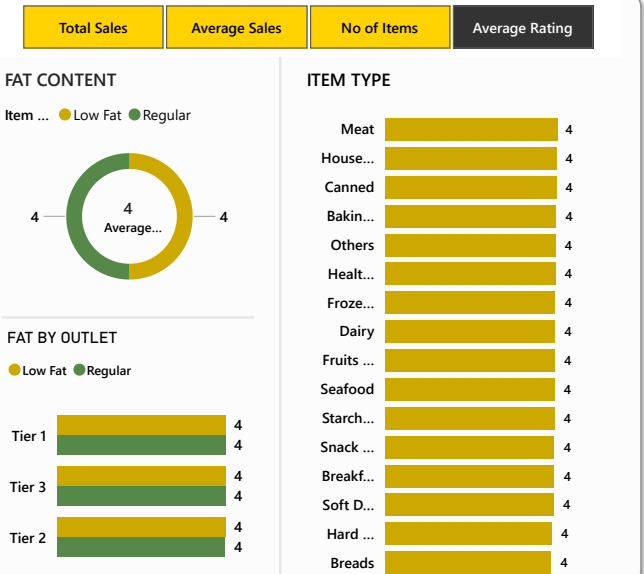 Total Sales
Average Sales
No of Items
Average Rating
FAT CONTENT
Item ... Low Fat Regular
4
4
Average...
4
FAT BY OUTLET
Low Fat Regular
Tier 1
4
4
Tier 3
4
4
Tier 2
4
4
ITEM TYPE
Meat 4
House... 4
Canned 4
Bakin... 4
Others 4
Healt... 4
Froze... 4
Dairy 4
Fruits ... 4
Seafood 4
Starch... 4
Snack ... 4
Breakf... 4
Soft D... 4
Hard ... 4
Breads 4